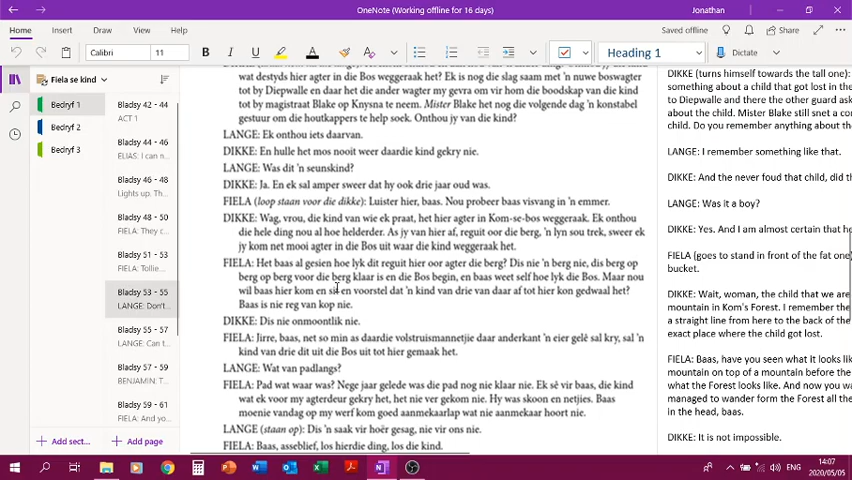 OneNote (Working offline for 16 days)
Jonathan
Home Insert Draw View Help
Saved offline Share
Calibri 11 B I U A Heading 1 Dictate
Fiela se kind
Bedryf 1
Bedryf 2
Bedryf 3
Add sect...
Bladsy 42 - 44
ACT 1
Bladsy 44 - 46
ELIAS: I can n...
Bladsy 46 - 48
Lights up. Th...
Bladsy 48 - 50
FIELA: They c...
Bladsy 51 - 53
FIELA: Tollie...
Bladsy 53 - 55
LANGE: Don't...
Bladsy 55 - 57
LANGE: Can t...
Bladsy 57 - 59
BENJAMIN: T...
Bladsy 59 - 61
FIELA: And yo...
Add page
wat destyds hier agter in die Bos weggeraak het? Ek is nog die slag saam met 'n nuwe boswagter
tot by Diepwalle en daar het die ander wagter my gevra om vir hom die boodskap van die kind
tot by magistraat Blake op Knysna te neem. Mister Blake het nog die volgende dag 'n konstabel
gestuur om die houtkappers te help soek. Onthou jy van die kind?
LANGE: Ek onthou iets daarvan.
DIKKE: En hulle het mos nooit weer daardie kind gekry nie.
LANGE: Was dit 'n seunskind?
DIKKE: Ja. En ek sal amper sweer dat hy ook drie jaar oud was.
FIELA (loop staan voor die dikke): Luister hier, baas. Nou probeer baas visvang in 'n emmer.
DIKKE: Wag, vrou, die kind van wie ek praat, het hier agter in Kom-se-bos weggeraak. Ek onthou
die hele ding nou al hoe helderder. As jy van hier af, reguit oor die berg, 'n lyn sou trek, sweer ek
jy kom net mooi agter in die Bos uit waar die kind weggeraak het.
FIELA: Het baas al gesien hoe lyk dit reguit hier oor agter die berg? Dis nie 'n berg nie, dis berg op
berg op berg voor die berg klaar is en die Bos begin, en baas weet self hoe lyk die Bos. Maar nou
wil baas hier kom en sit en voorstel dat 'n kind van drie van daar af tot hier kon gedwaal het?
Baas is nie reg van kop nie.
DIKKE: Dis nie onmoontlik nie.
FIELA: Jirre, baas, net so min as daardie volstruismannetjie daar anderkant 'n eier gelê sal kry, sal 'n
kind van drie dit uit die Bos uit tot hier gemaak het.
LANGE: Wat van padlangs?
FIELA: Pad wat waar was? Nege jaar gelede was die pad nog nie klaar nie. Ek sê vir baas, die kind
wat ek voor my agterdeur gekry het, het nie ver gekom nie. Hy was skoon en netjies. Baas
moenie vandag op my werf kom goed aanmekaarlap wat nie aanmekaar hoort nie.
LANGE (staan op): Dis 'n saak vir hoër gesag, nie vir ons nie.
FIELA: Baas, asseblief, los hierdie ding, los die kind.
DIKKE (turns himself towards the tall one):
something about a child that got lost in the
to Diepwalle and there the other guard ask
about the child. Mister Blake still snet a co
child. Do you remember anything about the
LANGE: I remember something like that.
DIKKE: And the never foud that child, did th
LANGE: Was it a boy?
DIKKE: Yes. And I am almost certain that he
FIELA (goes to stand in front of the fat one)
bucket.
DIKKE: Wait, woman, the child that we are
mountain in Kom's Forest. I remember the
a straight line from here to the back of the
exact place where the child got lost.
FIELA: Baas, have you seen what it looks like
mountain on top of a mountain before the
what the Forest looks like. And now you wa
managed to wander form the Forest all the
in the head, baas.
DIKKE: It is not impossible.
ENG
14:07
2020/05/05